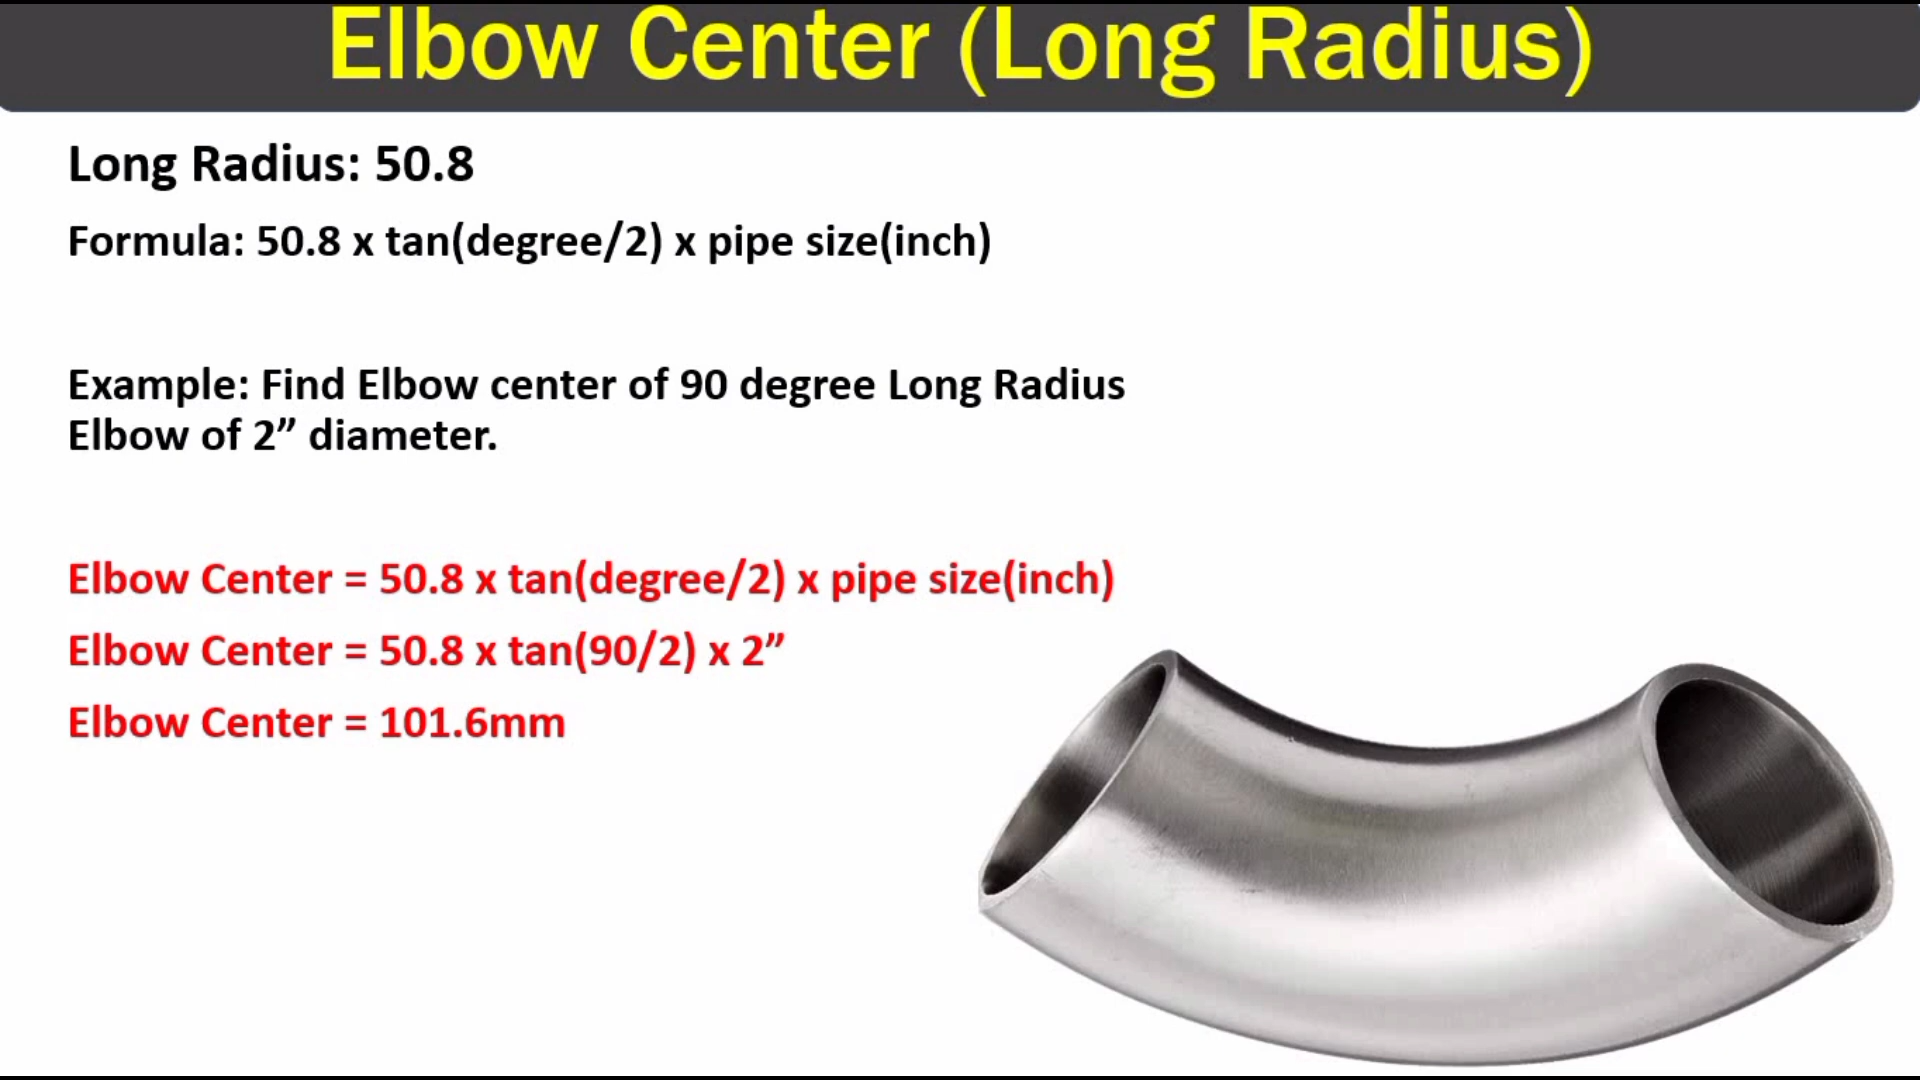 Elbow Center (Long Radius)
Long Radius: 50.8
Formula: 50.8 x tan(degree/2) x pipe size(inch)
Example: Find Elbow center of 90 degree Long Radius
Elbow of 2” diameter.
Elbow Center = 50.8 x tan(degree/2) x pipe size(inch)
Elbow Center = 50.8 x tan(90/2) x 2”
Elbow Center = 101.6mm